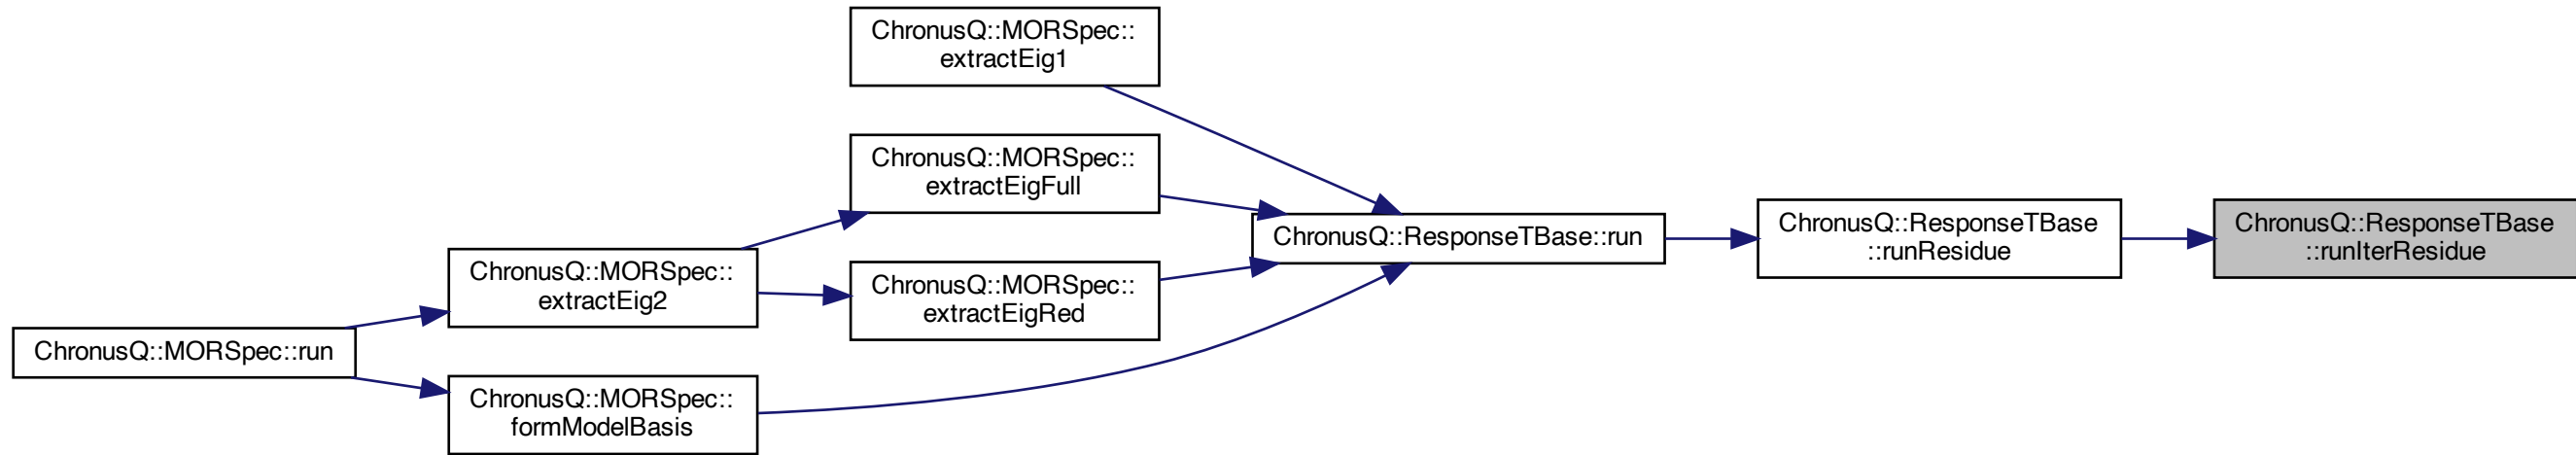 ChronusQ::MORSpec::
extractEig1
ChronusQ::MORSpec::
extractEigFull
ChronusQ::MORSpec::
extractEigRed
ChronusQ::MORSpec::
extractEig2
ChronusQ::MORSpec::run
ChronusQ::MORSpec::
formModelBasis
ChronusQ::ResponseTBase::run
ChronusQ::ResponseTBase
::runResidue
ChronusQ::ResponseTBase
::runIterResidue